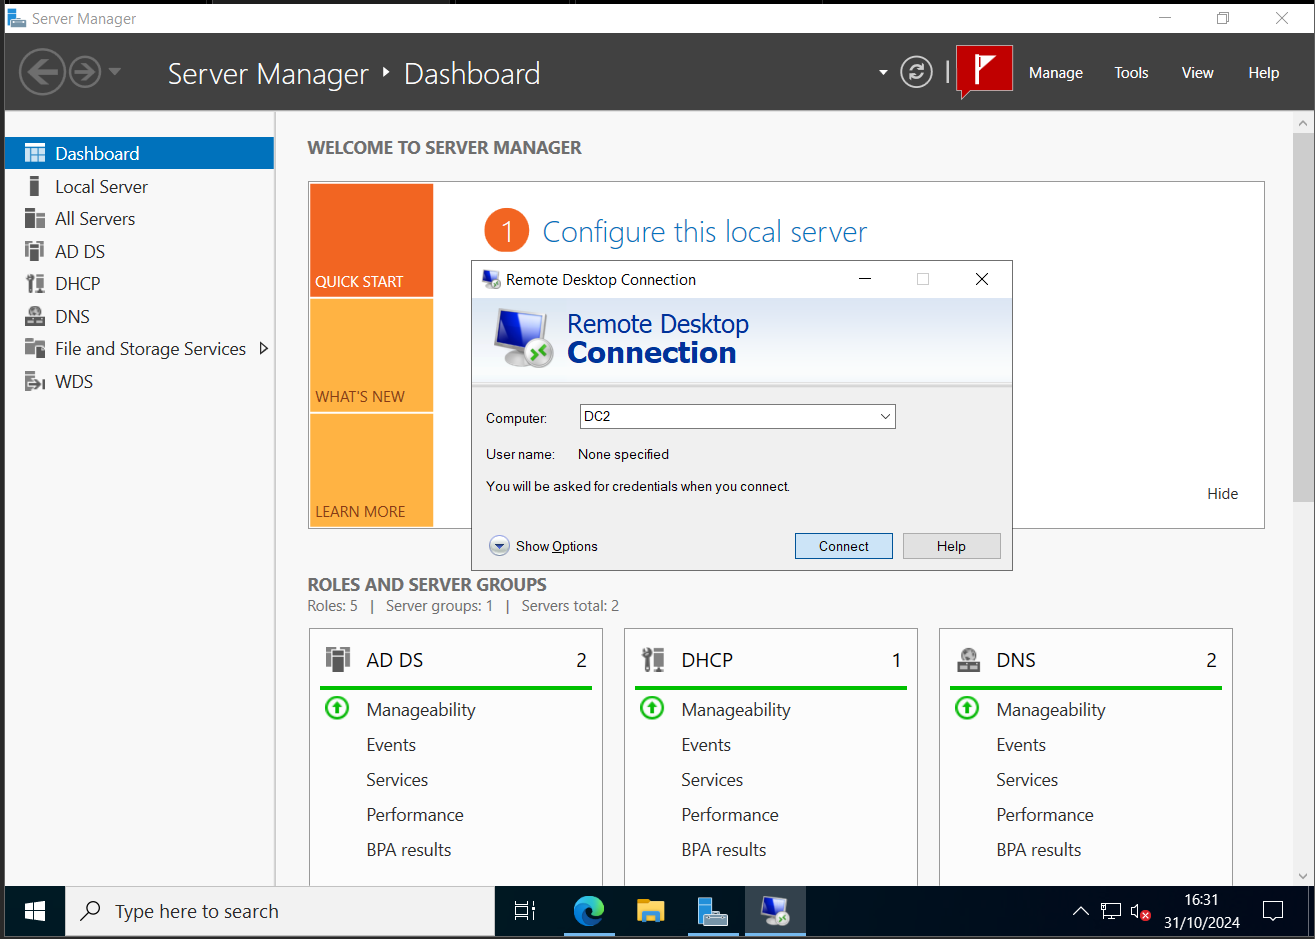 Server Manager
Server Manager ‣ Dashboard
Manage
Tools
View
Help
Dashboard
Local Server
All Servers
AD DS
DHCP
DNS
File and Storage Services
WDS
WELCOME TO SERVER MANAGER
QUICK START
WHAT'S NEW
LEARN MORE
1 Configure this local server
Hide
Remote Desktop Connection
Remote Desktop
Connection
Computer: DC2
User name: None specified
You will be asked for credentials when you connect.
Show Options
Connect
Help
ROLES AND SERVER GROUPS
Roles: 5 | Server groups: 1 | Servers total: 2
AD DS 2
Manageability
Events
Services
Performance
BPA results
DHCP 1
Manageability
Events
Services
Performance
BPA results
DNS 2
Manageability
Events
Services
Performance
BPA results
Type here to search
16:31
31/10/2024